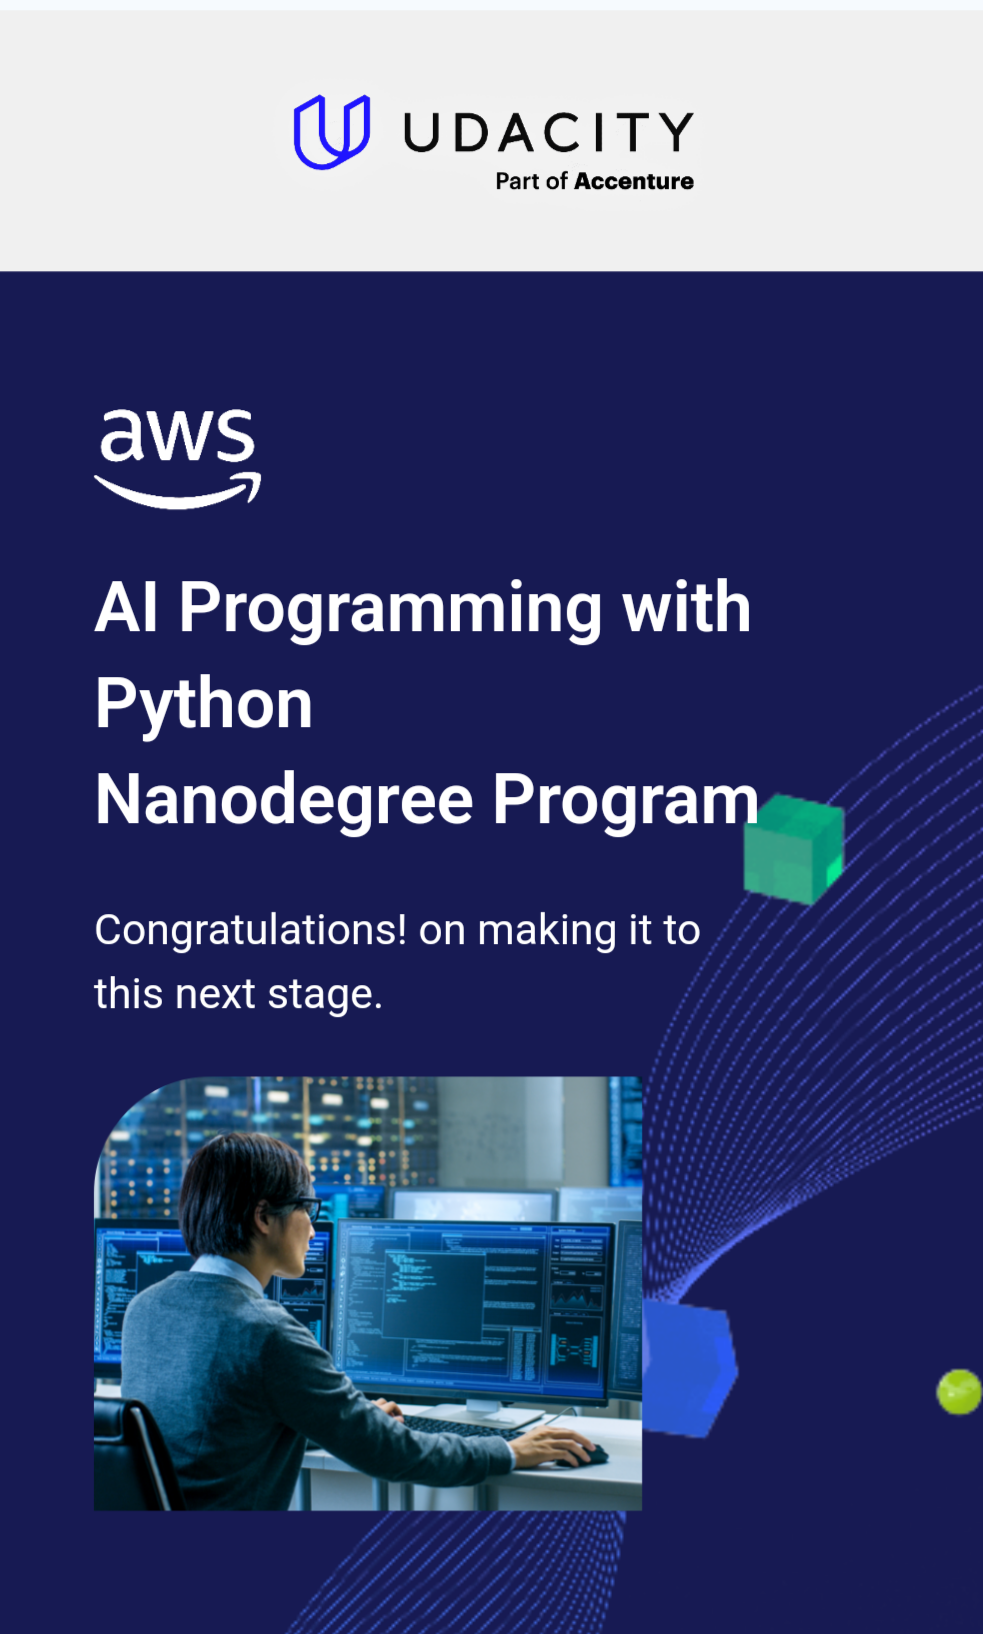 UDACITY
Part of Accenture
aws
AI Programming with
Python
Nanodegree Program
Congratulations! on making it to
this next stage.